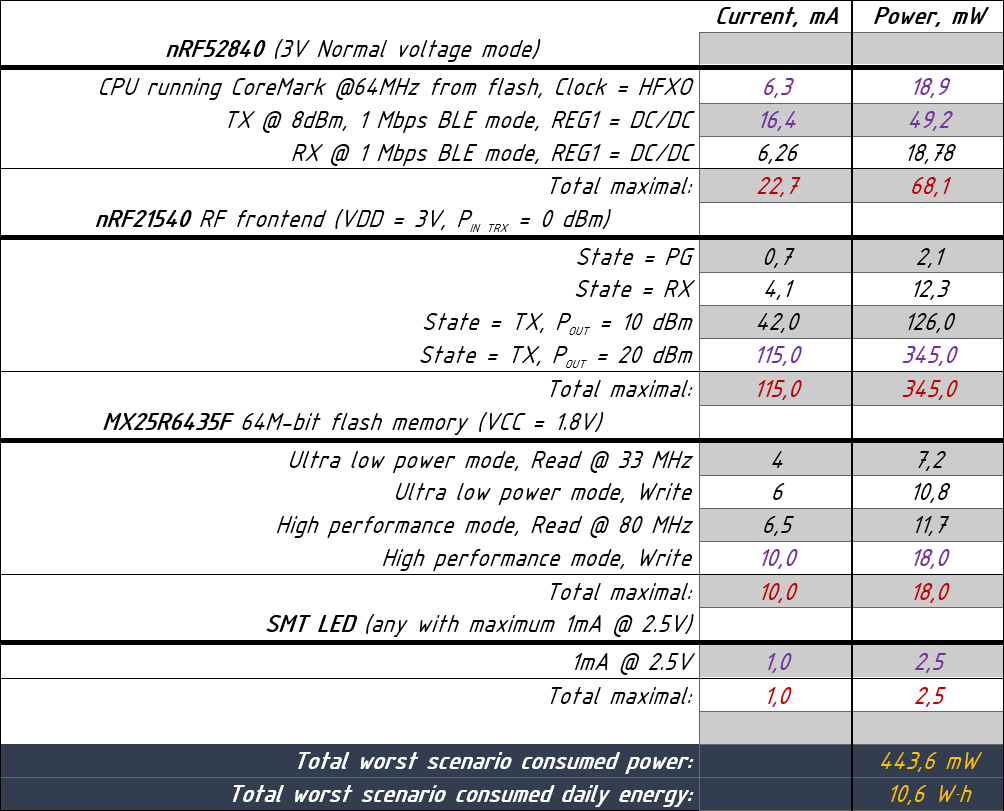 Current, mA Power, mW
nRF52840 (3V Normal voltage mode)
CPU running CoreMark @64MHz from flash, Clock = HFXO 6,3 18,9
TX @ 8dBm, 1 Mbps BLE mode, REG1 = DC/DC 16,4 49,2
RX @ 1 Mbps BLE mode, REG1 = DC/DC 6,26 18,78
Total maximal: 22,7 68,1
nRF21540 RF frontend (VDD = 3V, PIN TRX = 0 dBm)
State = PG 0,7 2,1
State = RX 4,1 12,3
State = TX, POUT = 10 dBm 42,0 126,0
State = TX, POUT = 20 dBm 115,0 345,0
Total maximal: 115,0 345,0
MX25R6435F 64M-bit flash memory (VCC = 1.8V)
Ultra low power mode, Read @ 33 MHz 4 7,2
Ultra low power mode, Write 6 10,8
High performance mode, Read @ 80 MHz 6,5 11,7
High performance mode, Write 10,0 18,0
Total maximal: 10,0 18,0
SMT LED (any with maximum 1mA @ 2.5V)
1mA @ 2.5V 1,0 2,5
Total maximal: 1,0 2,5
Total worst scenario consumed power: 443,6 mW
Total worst scenario consumed daily energy: 10,6 W·h